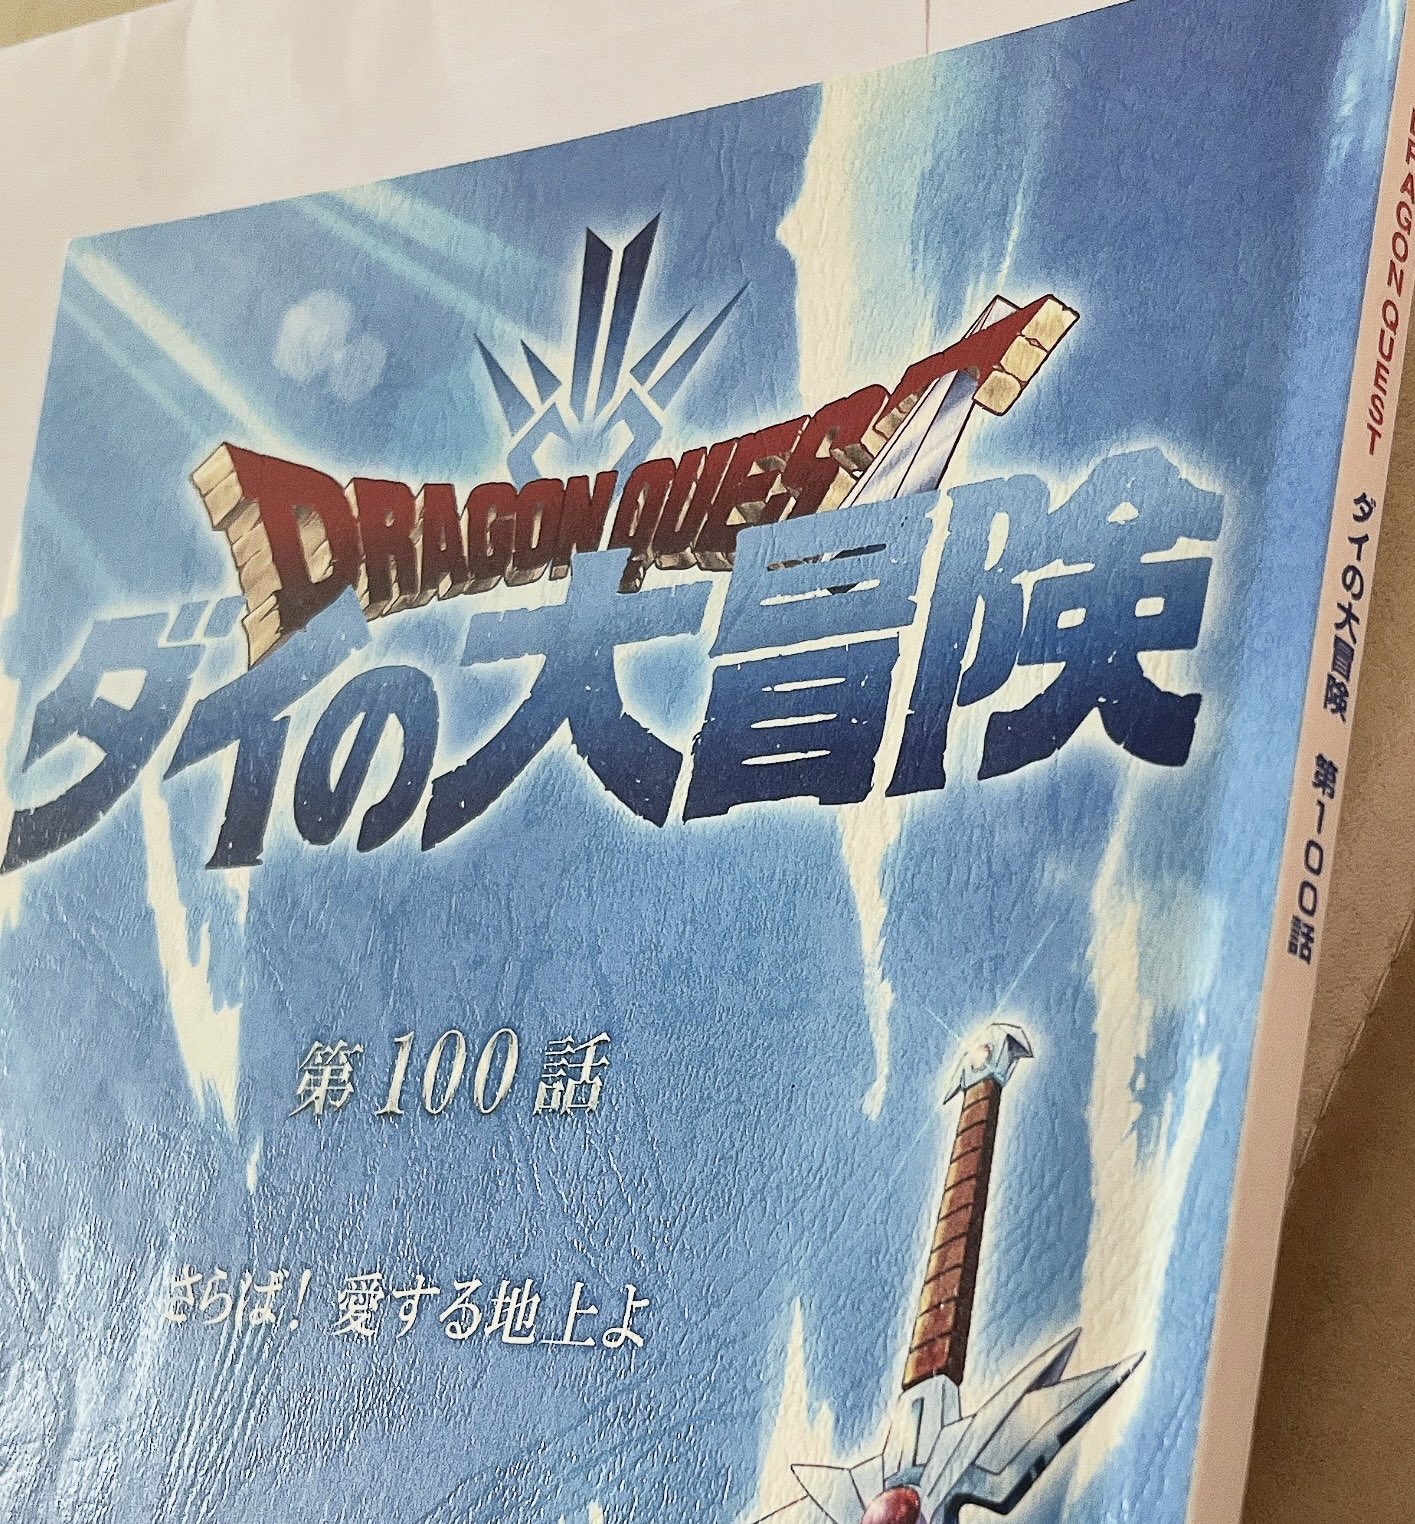 DRAGON QUEST
ダイの大冒険
第100話
さらば！愛する地上よ
DRAGON QUEST ダイの大冒険 第100話